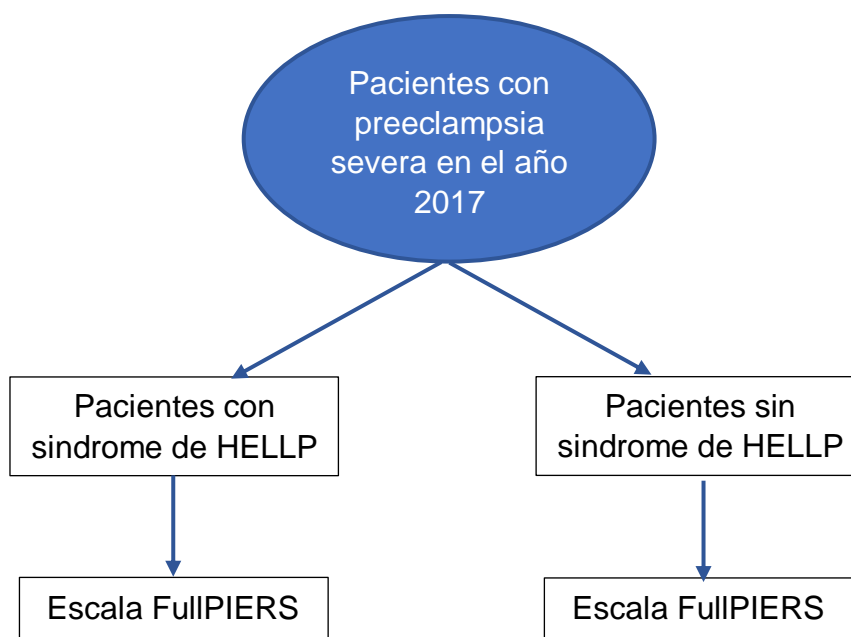 Pacientes con
preeclampsia
severa en el año
2017
Pacientes con
sindrome de HELLP
Pacientes sin
sindrome de HELLP
Escala FullPIERS
Escala FullPIERS